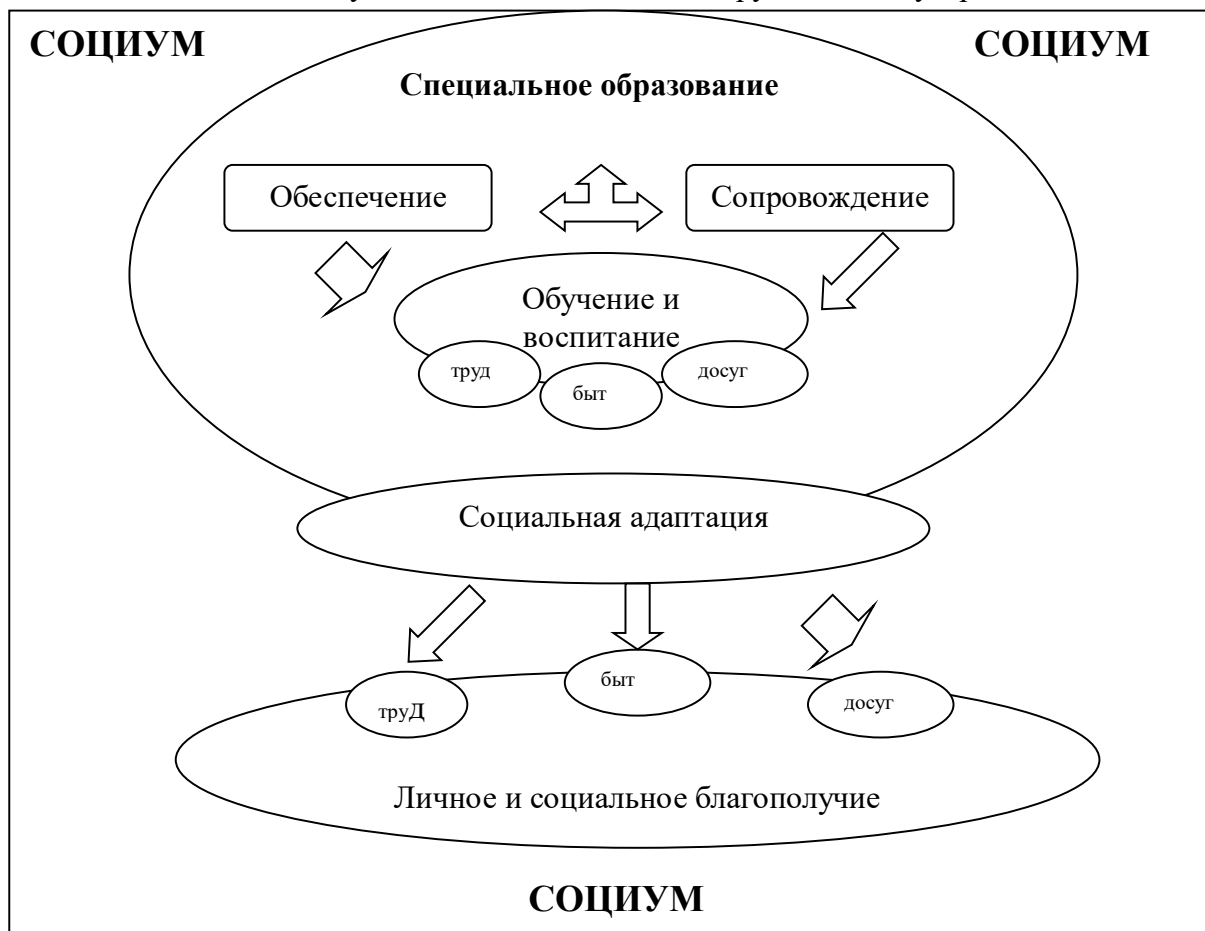 СОЦИУМ
СОЦИУМ
Специальное образование
Обеспечение
Сопровождение
Обучение и
воспитание
труд
быт
досуг
Социальная адаптация
труД
быт
досуг
Личное и социальное благополучие
СОЦИУМ